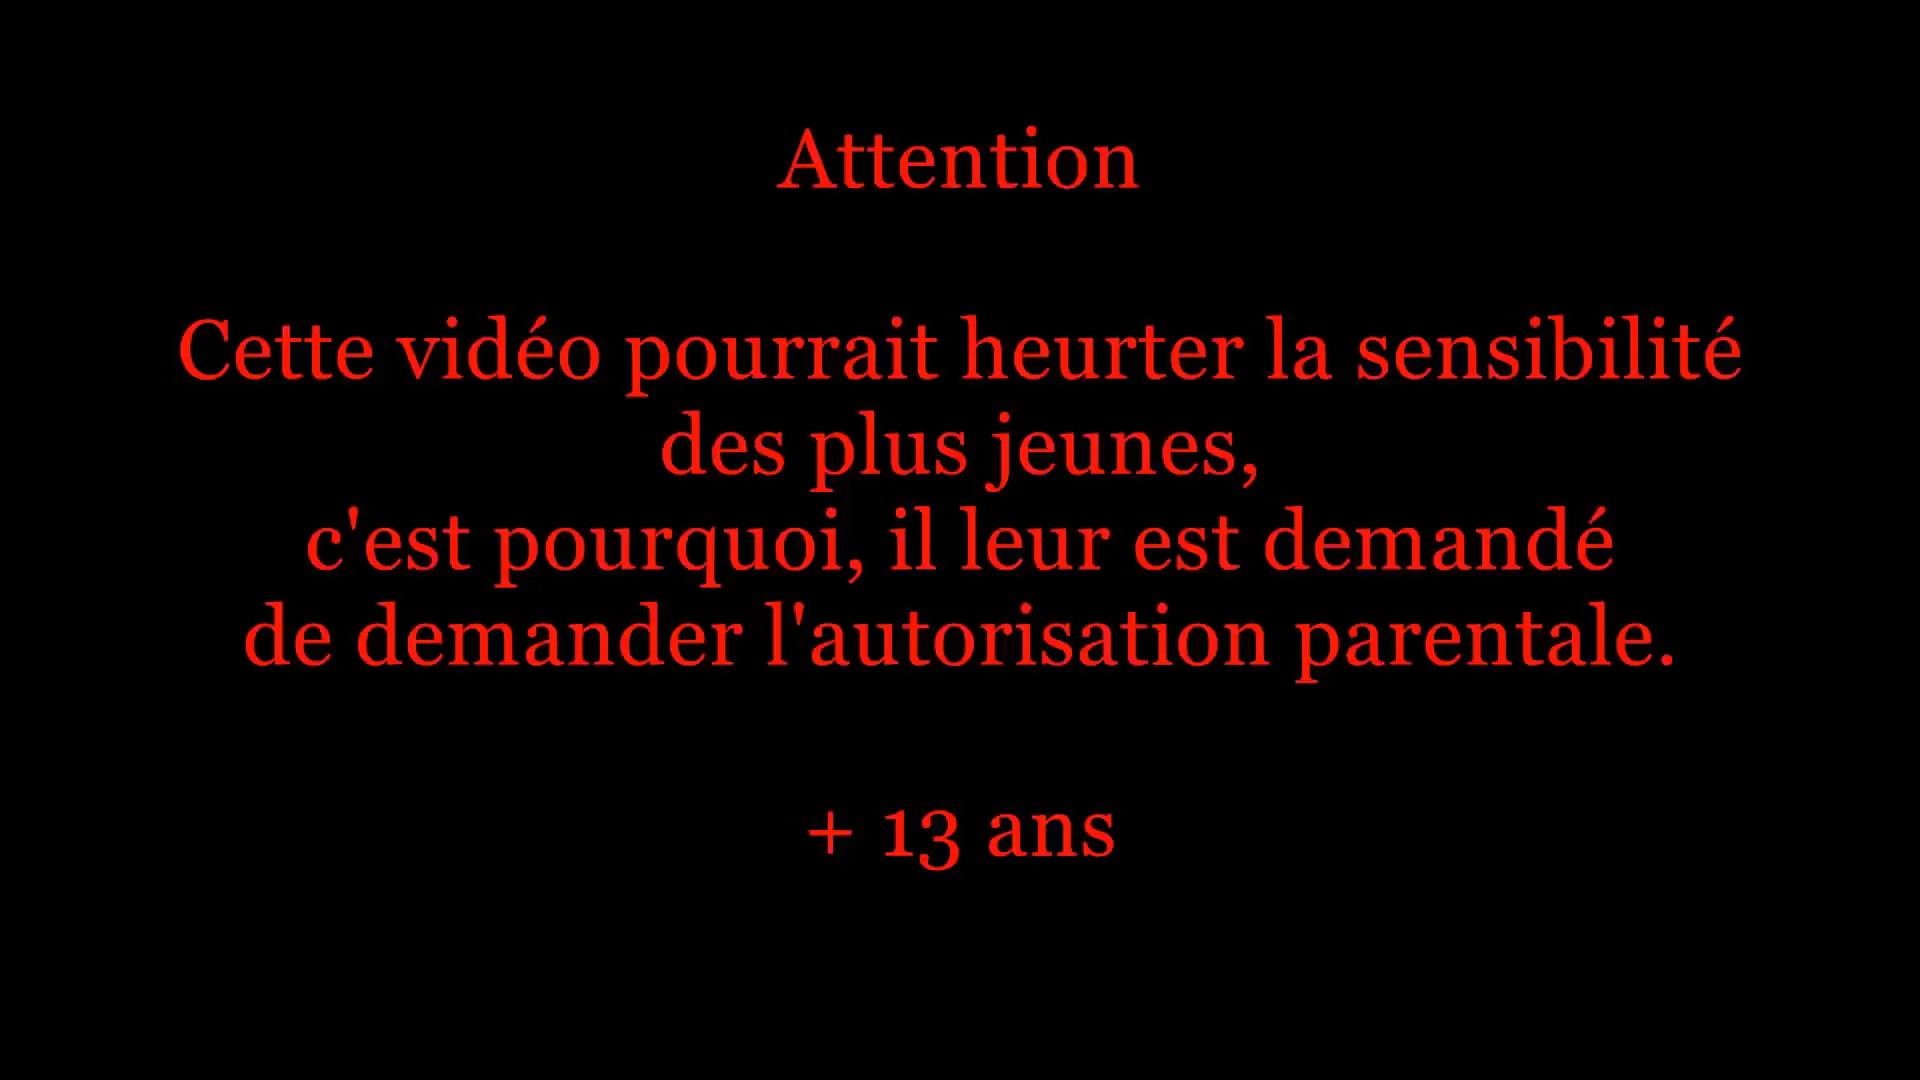 Attention
Cette vidéo pourrait heurter la sensibilité
des plus jeunes,
c'est pourquoi, il leur est demandé
de demander l'autorisation parentale.
+ 13 ans